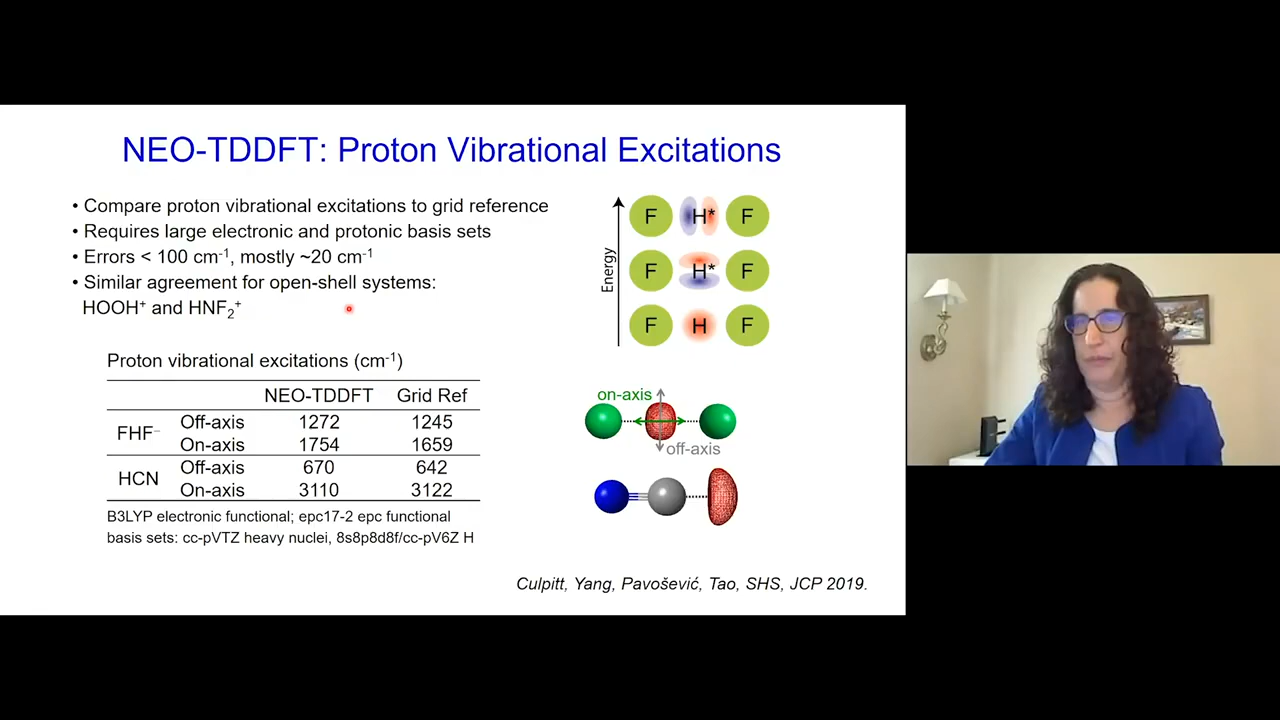 NEO-TDDFT: Proton Vibrational Excitations
• Compare proton vibrational excitations to grid reference
• Requires large electronic and protonic basis sets
• Errors < 100 cm⁻¹, mostly ~20 cm⁻¹
• Similar agreement for open-shell systems:
HOOH⁺ and HNF₂⁺
Proton vibrational excitations (cm⁻¹)
NEO-TDDFT Grid Ref
FHF⁻ Off-axis 1272 1245
On-axis 1754 1659
HCN Off-axis 670 642
On-axis 3110 3122
B3LYP electronic functional; epc17-2 epc functional
basis sets: cc-pVTZ heavy nuclei, 8s8p8d8f/cc-pV6Z H
Energy
F H* F
F H* F
F H F
on-axis
off-axis
Culpitt, Yang, Pavošević, Tao, SHS, JCP 2019.